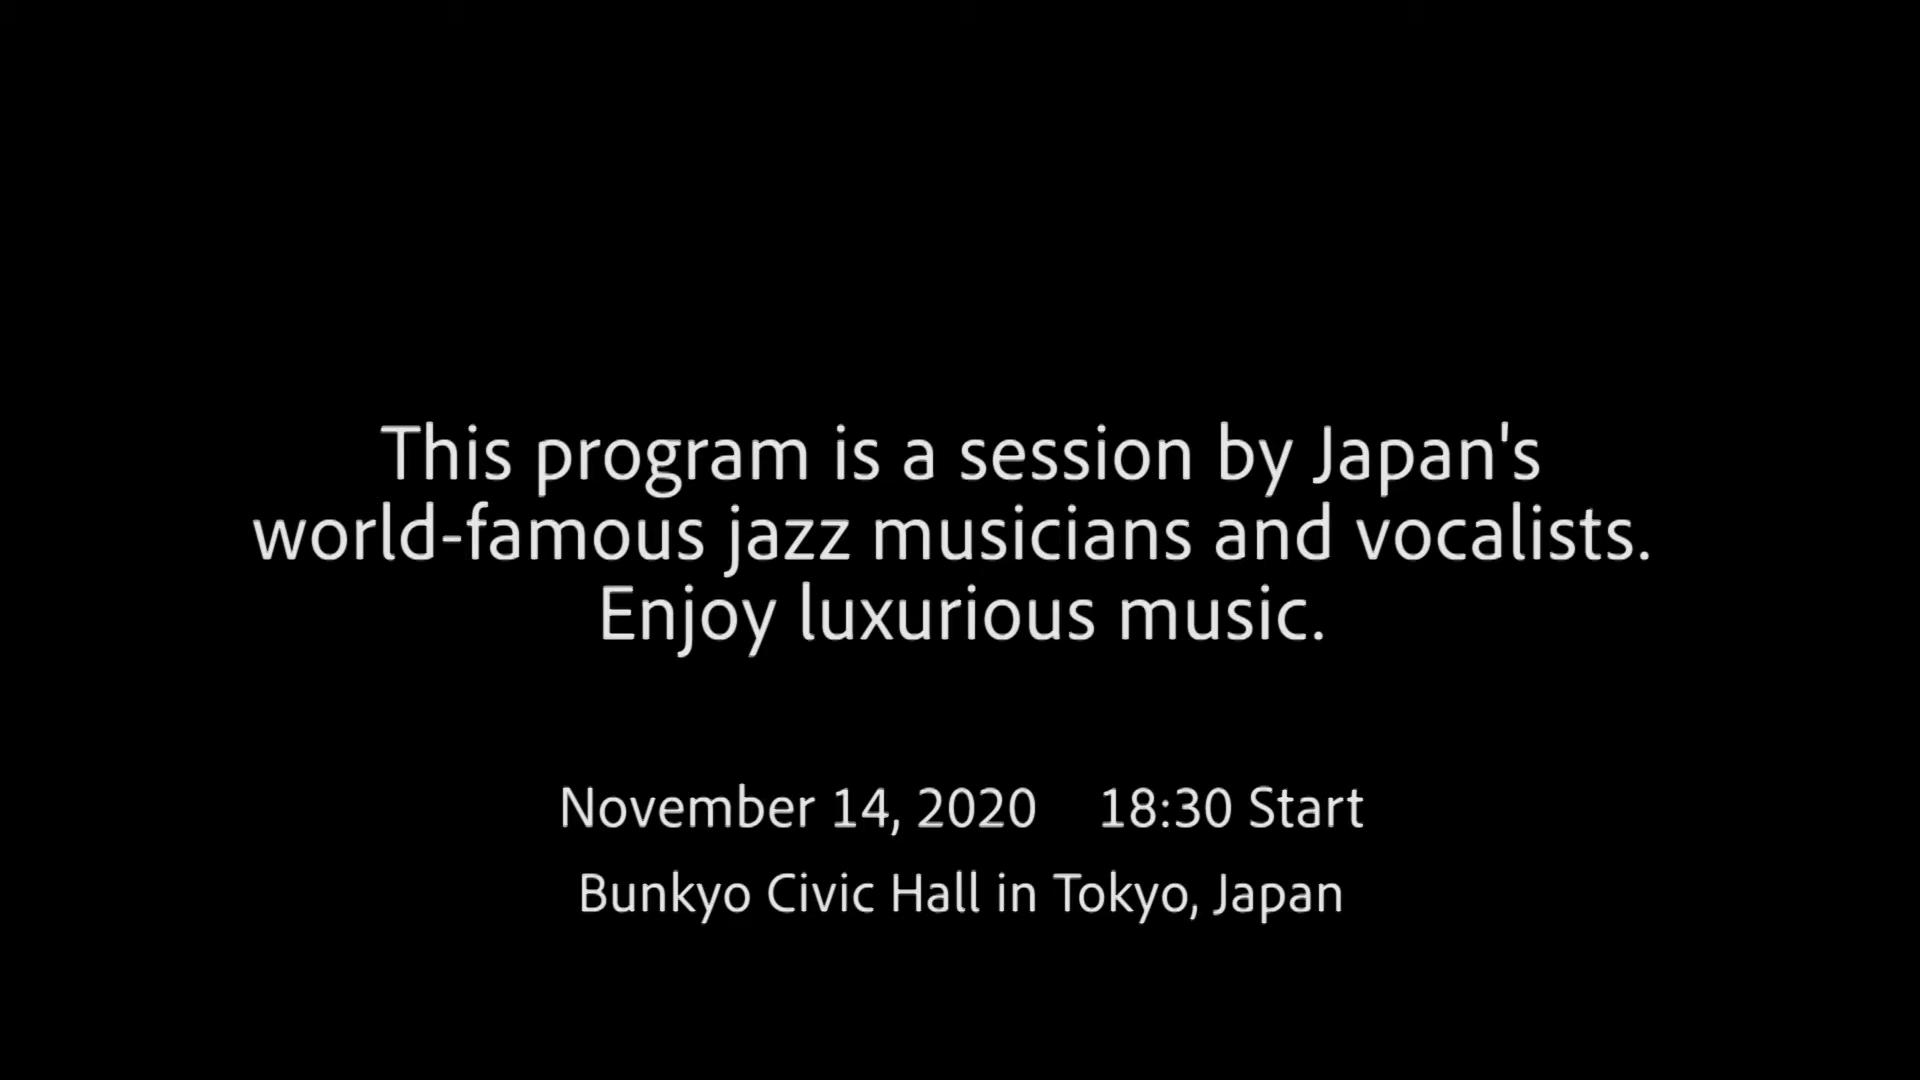 This program is a session by Japan's
world-famous jazz musicians and vocalists.
Enjoy luxurious music.
November 14, 2020 18:30 Start
Bunkyo Civic Hall in Tokyo, Japan